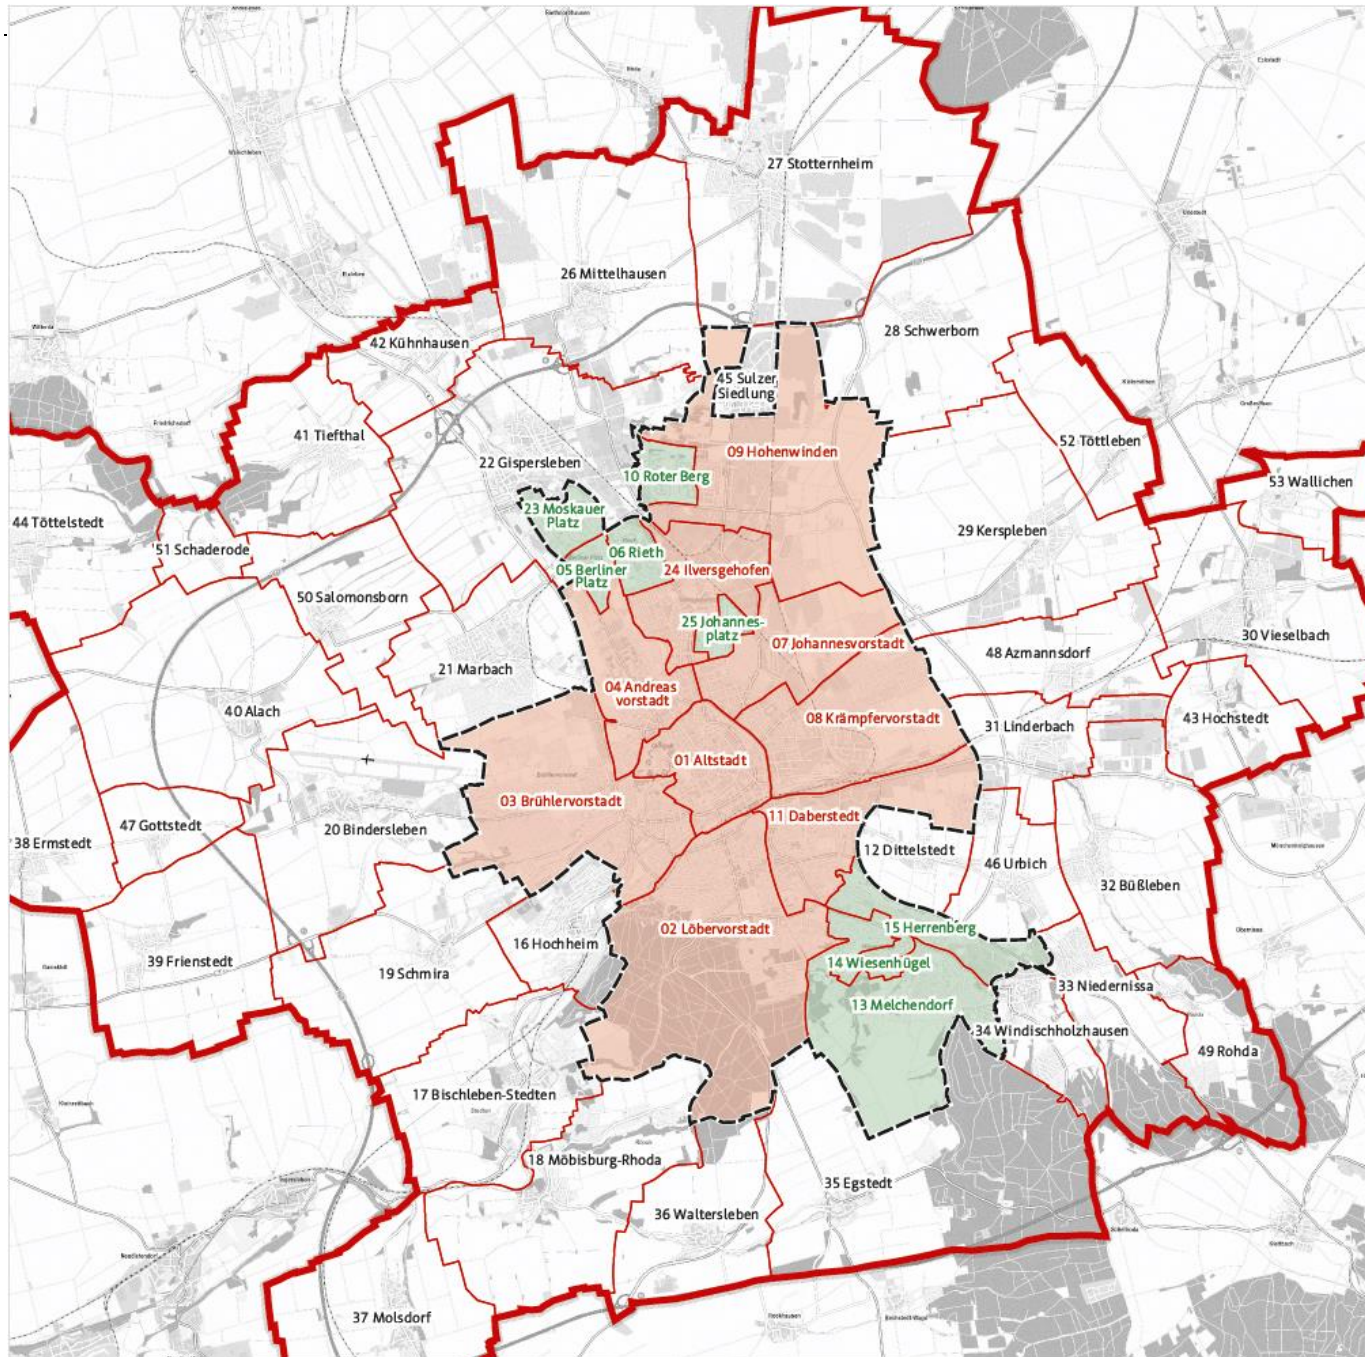 27 Stotternheim
26 Mittelhausen
28 Schwerborn
42 Kühnhausen
45 Sulzer
Siedlung
41 Tiefthal
52 Töttleben
09 Hohenwinden
22 Gispersleben
10 Roter Berg
53 Wallichen
44 Töttelstedt
23 Moskauer
Platz
29 Kerspleben
51 Schaderode
06 Rieth
05 Berliner
Platz
24 Ilversgehofen
50 Salomonsborn
25 Johannes-
platz
30 Vieselbach
07 Johannesvorstadt
48 Azmannsdorf
21 Marbach
04 Andreas
vorstadt
40 Alach
08 Krämpfervorstadt
31 Linderbach
43 Hochstedt
01 Altstadt
03 Brühlervorstadt
11 Daberstedt
47 Gottstedt
20 Bindersleben
38 Ermstedt
12 Dittelstedt
46 Urbich
32 Büßleben
02 Löbervorstadt
15 Herrenberg
16 Hochheim
39 Frienstedt
14 Wiesenhügel
19 Schmira
33 Niedernissa
13 Melchendorf
34 Windischholzhausen
49 Rohda
17 Bischleben-Stedten
18 Möbisburg-Rhoda
35 Egstedt
36 Waltersleben
37 Molsdorf